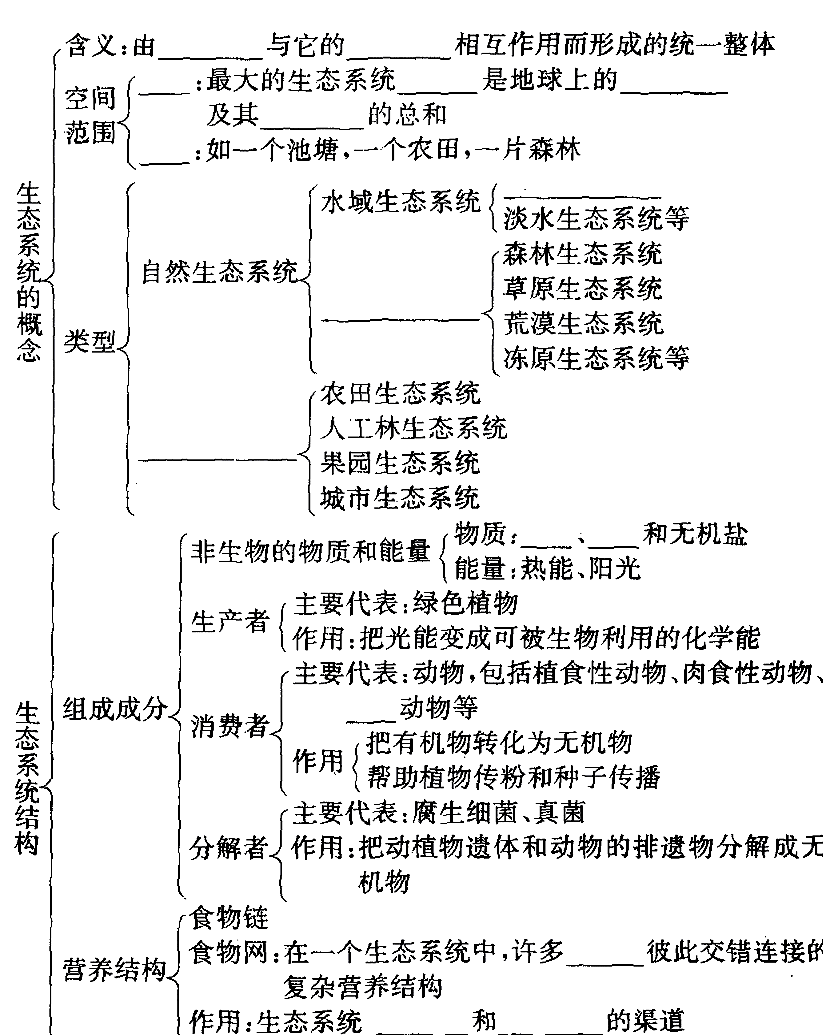 含义:由________与它的________相互作用而形成的统一整体
空间
范围
____:最大的生态系统______是地球上的________
及其________的总和
____:如一个池塘,一个农田,一片森林
生态系统的概念
类型
自然生态系统
水域生态系统
____________
淡水生态系统等
____________
森林生态系统
草原生态系统
荒漠生态系统
冻原生态系统等
____________
农田生态系统
人工林生态系统
果园生态系统
城市生态系统
生态系统结构
组成成分
非生物的物质和能量
物质:____、____和无机盐
能量:热能、阳光
生产者
主要代表:绿色植物
作用:把光能变成可被生物利用的化学能
消费者
主要代表:动物,包括植食性动物、肉食性动物、
____动物等
作用
把有机物转化为无机物
帮助植物传粉和种子传播
分解者
主要代表:腐生细菌、真菌
作用:把动植物遗体和动物的排遗物分解成无
机物
营养结构
食物链
食物网:在一个生态系统中,许多______彼此交错连接的
复杂营养结构
作用:生态系统________和________的渠道